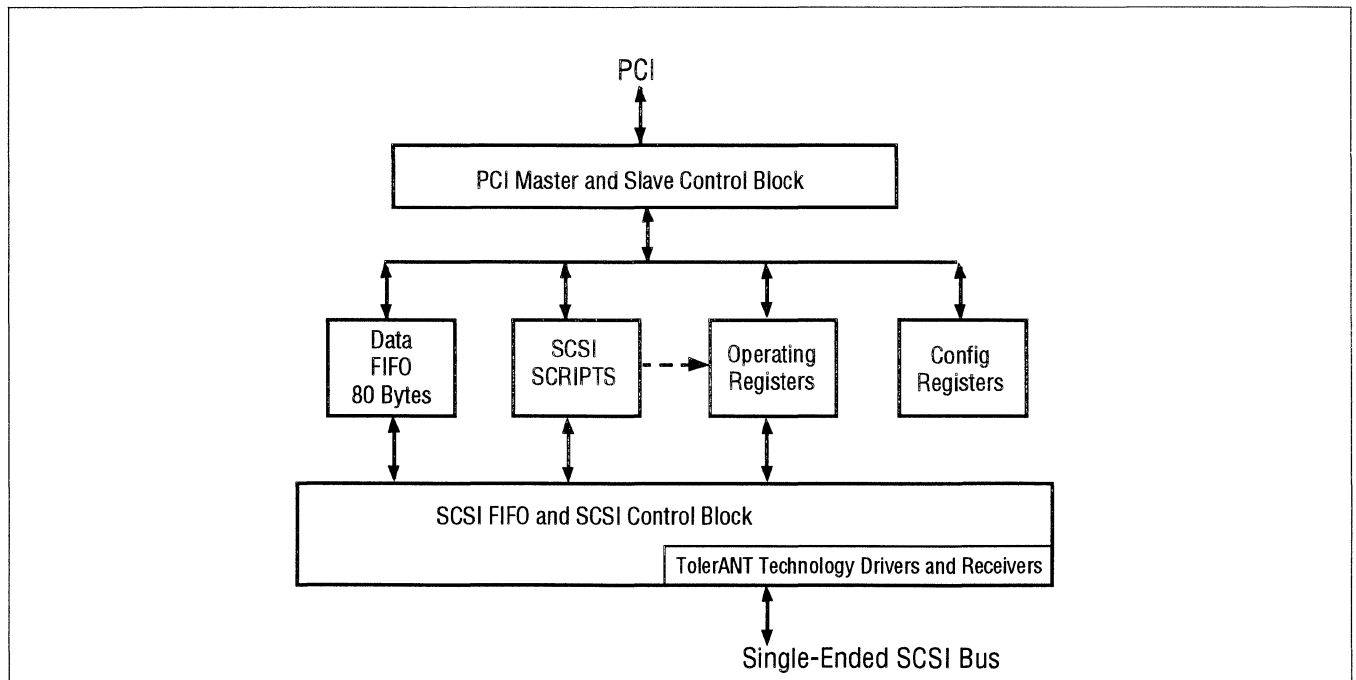 PCI
PCI Master and Slave Control Block
Data
FIFO
80 Bytes
SCSI
SCRIPTS
Operating
Registers
Config
Registers
SCSI FIFO and SCSI Control Block
TolerANT Technology Drivers and Receivers
Single-Ended SCSI Bus